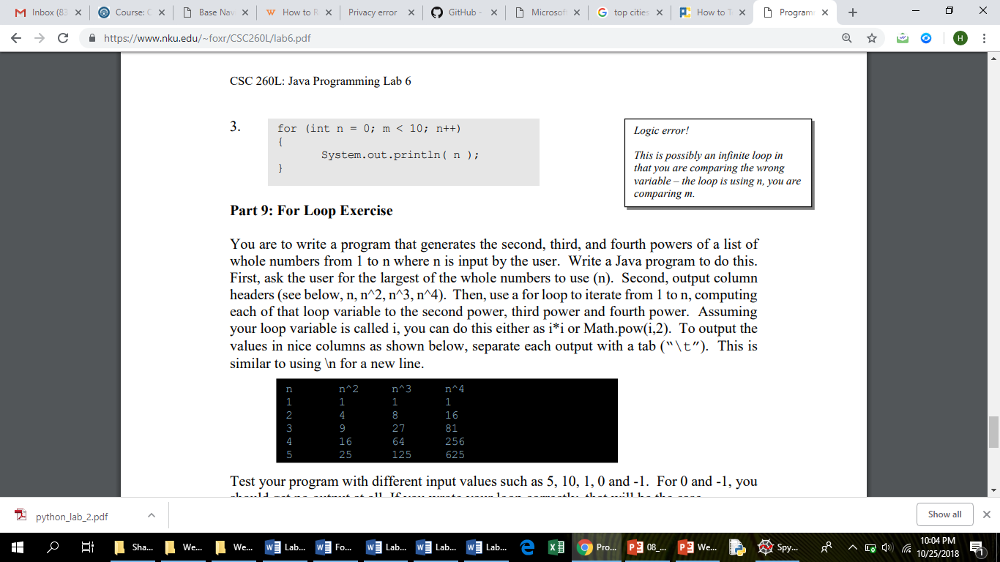 Inbox (83
Course: C
Base Nav
How to R
Privacy error
GitHub -
Microsof
top cities
How to T
Program
https://www.nku.edu/~foxr/CSC260L/lab6.pdf
H
CSC 260L: Java Programming Lab 6
3.
for (int n = 0; m < 10; n++)
{
System.out.println( n );
}
Logic error!
This is possibly an infinite loop in
that you are comparing the wrong
variable – the loop is using n, you are
comparing m.
Part 9: For Loop Exercise
You are to write a program that generates the second, third, and fourth powers of a list of
whole numbers from 1 to n where n is input by the user. Write a Java program to do this.
First, ask the user for the largest of the whole numbers to use (n). Second, output column
headers (see below, n, n^2, n^3, n^4). Then, use a for loop to iterate from 1 to n, computing
each of that loop variable to the second power, third power and fourth power. Assuming
your loop variable is called i, you can do this either as i*i or Math.pow(i,2). To output the
values in nice columns as shown below, separate each output with a tab (“\t”). This is
similar to using \n for a new line.
n n^2 n^3 n^4
1 1 1 1
2 4 8 16
3 9 27 81
4 16 64 256
5 25 125 625
Test your program with different input values such as 5, 10, 1, 0 and -1. For 0 and -1, you
python_lab_2.pdf
Show all
Sha...
We...
We...
Lab...
Fo...
Lab...
Lab...
Lab...
Pro...
08_...
We...
Spy...
10:04 PM
10/25/2018
1